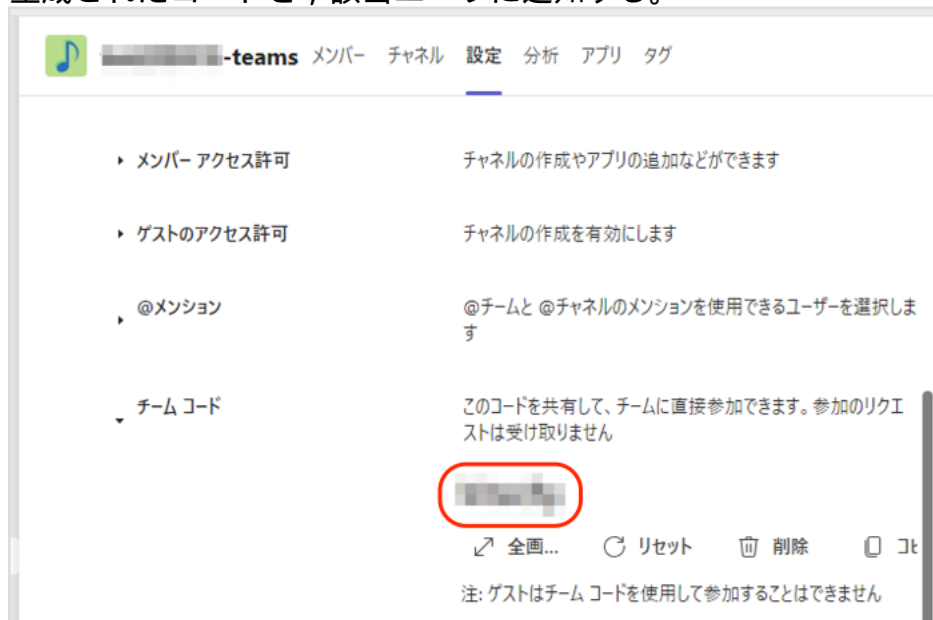 -teams メンバー チャネル 設定 分析 アプリ タグ
メンバー アクセス許可 チャネルの作成やアプリの追加などができます
ゲストのアクセス許可 チャネルの作成を有効にします
@メンション @チームと @チャネルのメンションを使用できるユーザーを選択しま
す
チーム コード このコードを共有して、チームに直接参加できます。参加のリクエ
ストは受け取りません
全画... リセット 削除
注: ゲストはチーム コードを使用して参加することはできません